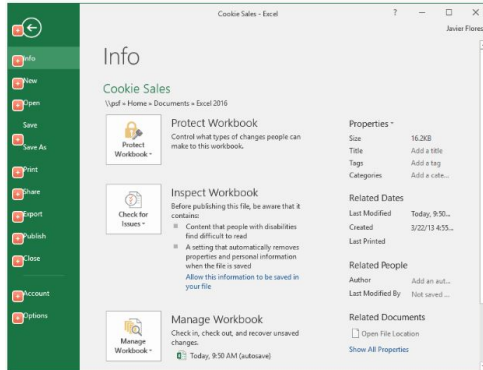 Cookie Sales - Excel
?
Javier Flores
Info
New
Open
Save
Save As
Print
Share
Export
Publish
Close
Account
Options
Info
Cookie Sales
\\psf » Home » Documents » Excel 2016
Protect Workbook
Protect Workbook
Control what types of changes people can
make to this workbook.
Check for Issues
Inspect Workbook
Before publishing this file, be aware that it
contains:
Content that people with disabilities
find difficult to read
A setting that automatically removes
properties and personal information
when the file is saved
Allow this information to be saved in
your file
Manage Workbook
Manage Workbook
Check in, check out, and recover unsaved
changes.
Today, 9:50 AM (autosave)
Properties
Size 16.2KB
Title Add a title
Tags Add a tag
Categories Add a cate...
Related Dates
Last Modified Today, 9:50...
Created 3/22/13 4:55...
Last Printed
Related People
Author Add an aut...
Last Modified By Not saved ...
Related Documents
Open File Location
Show All Properties